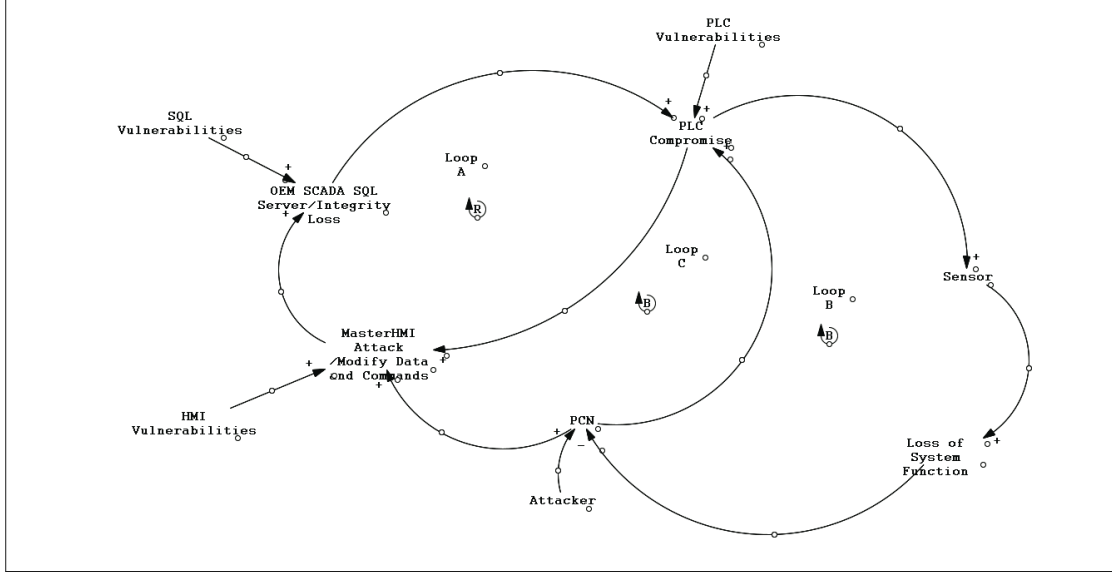 PLC
Vulnerabilities
+
+
SQL
Vulnerabilities
+
PLC
Compromise
+
Loop
A
OEM SCADA SQL
Server/Integrity
Loss
+
R
Loop
C
B
Loop
B
B
+
Sensor
MasterHMI
Attack
/Modify Data
and Commands
+
+
+
HMI
Vulnerabilities
PCN
+
–
Attacker
Loss of
System
Function
+